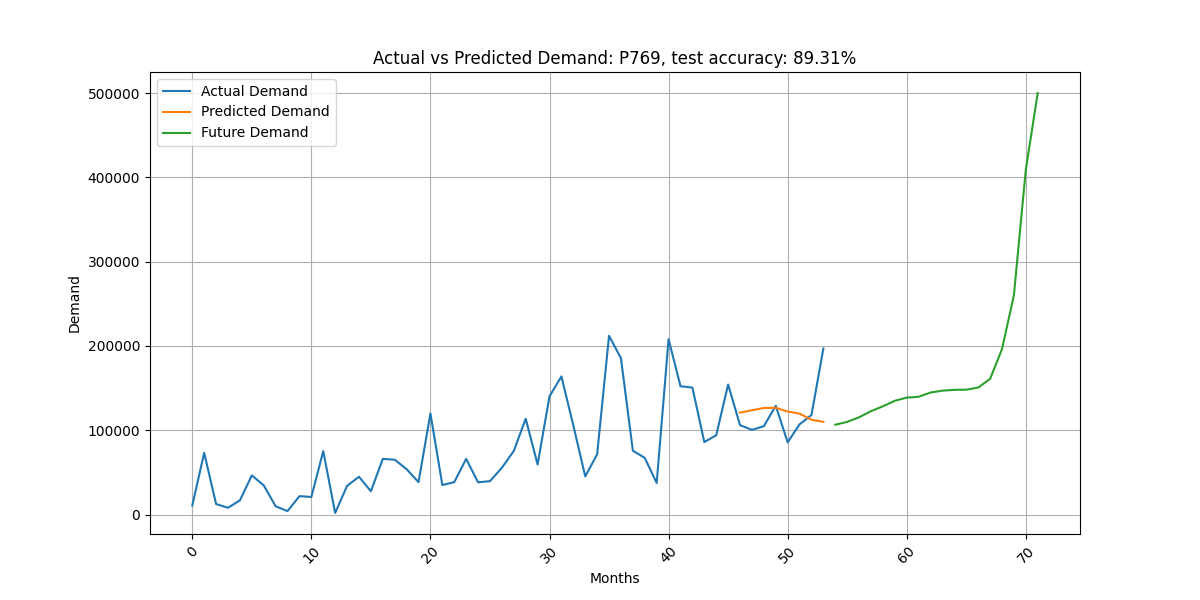 Actual vs Predicted Demand: P769, test accuracy: 89.31%
Actual Demand
Predicted Demand
Future Demand
500000
400000
300000
200000
100000
0
Demand
0 10 20 30 40 50 60 70
Months